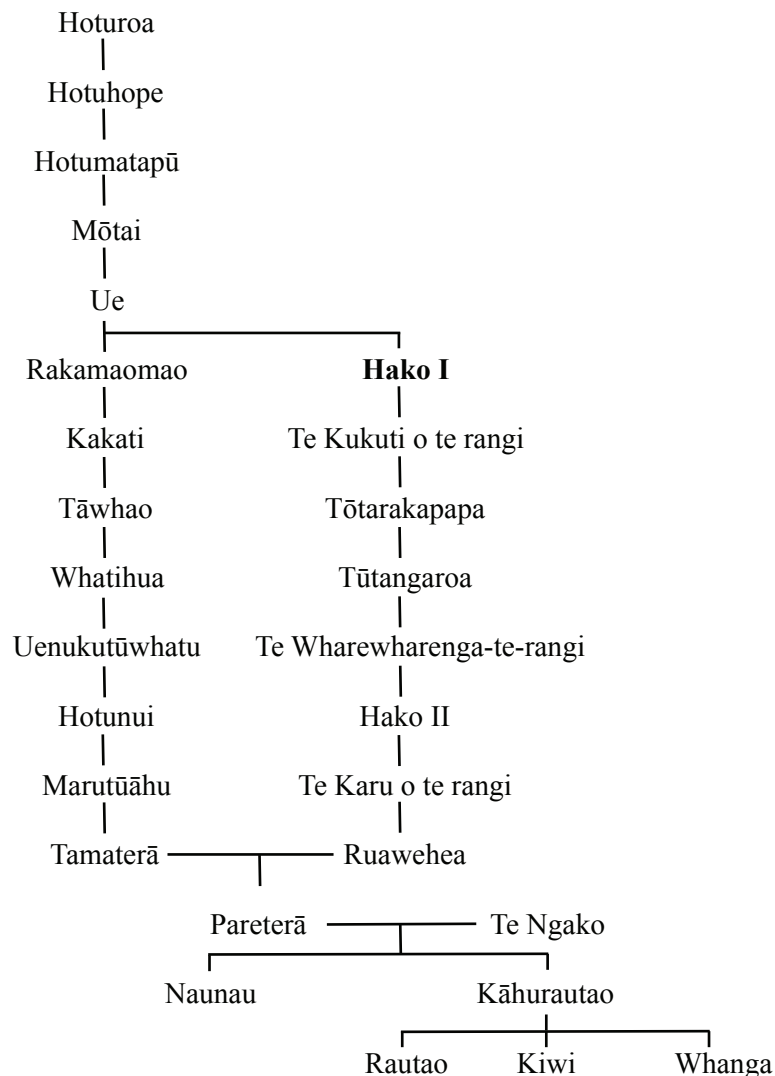 Hoturoa
Hotuhope
Hotumatapū
Mōtai
Ue
Rakamaomao Hako I
Kakati Te Kukuti o te rangi
Tāwhao Tōtarakapapa
Whatihua Tūtangaroa
Uenukutūwhatu Te Wharewharenga-te-rangi
Hotunui Hako II
Marutūāhu Te Karu o te rangi
Tamaterā Ruawehea
Pareterā Te Ngako
Naunau Kāhurautao
Rautao Kiwi Whanga